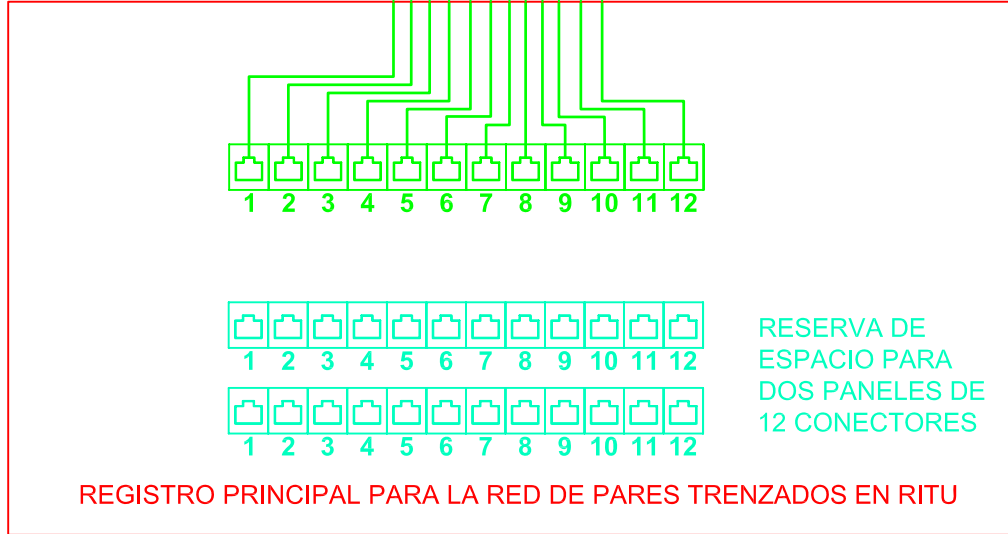 1 2 3 4 5 6 7 8 9 10 11 12
1 2 3 4 5 6 7 8 9 10 11 12
1 2 3 4 5 6 7 8 9 10 11 12
RESERVA DE
ESPACIO PARA
DOS PANELES DE
12 CONECTORES
REGISTRO PRINCIPAL PARA LA RED DE PARES TRENZADOS EN RITU